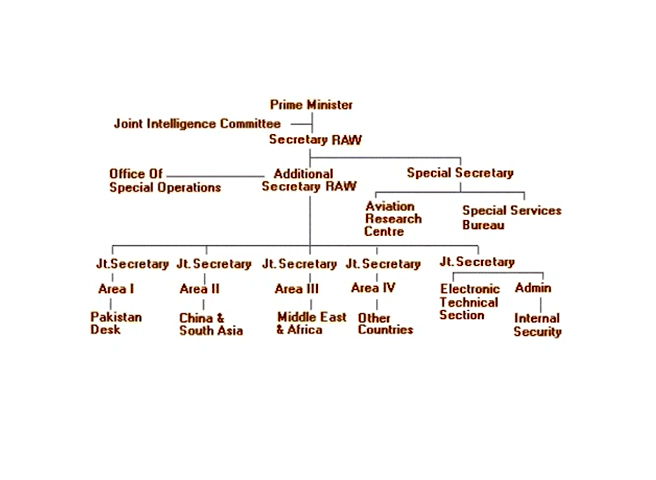 Prime Minister
Joint Intelligence Committee
Secretary RAW
Office Of
Special Operations
Additional
Secretary RAW
Special Secretary
Aviation
Research
Centre
Special Services
Bureau
Jt.Secretary Jt.Secretary Jt.Secretary Jt.Secretary Jt.Secretary
Area I Area II Area III Area IV
Electronic
Technical
Section
Admin
Pakistan
Desk
China &
South Asia
Middle East
& Africa
Other
Countries
Internal
Security